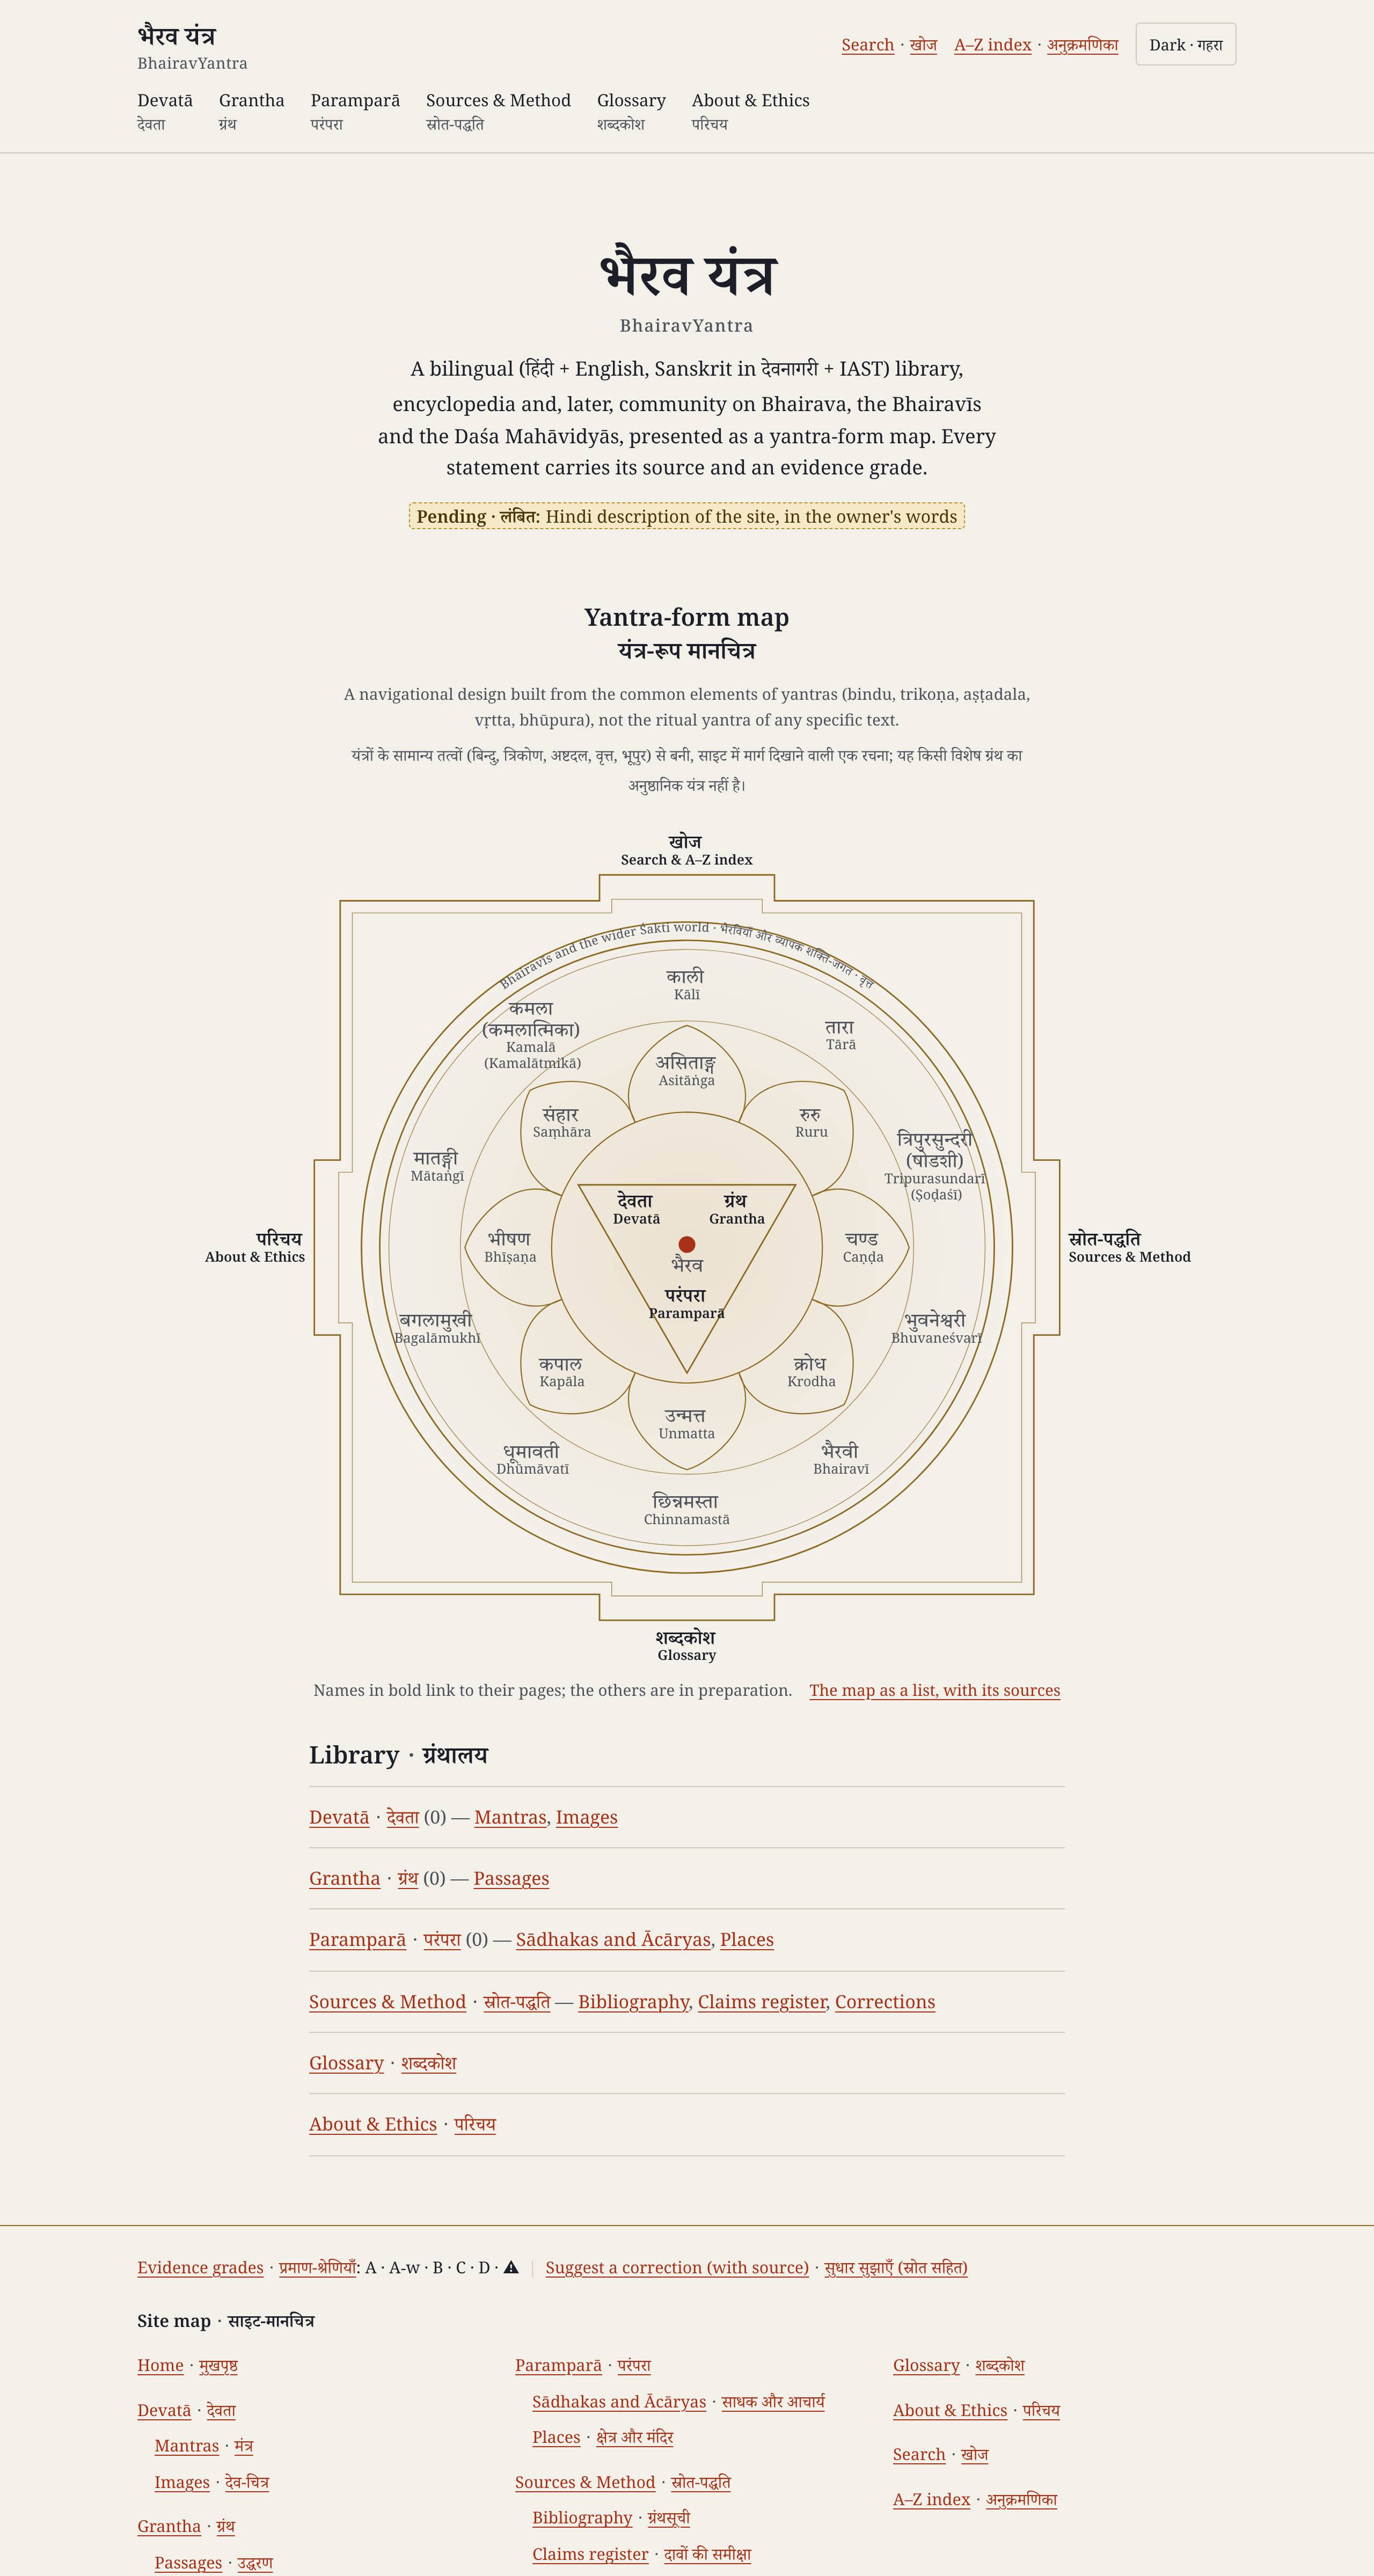 भैरव यंत्र
BhairavYantra
Search · खोज A–Z index · अनुक्रमणिका Dark · गहरा
Devatā Grantha Paramparā Sources & Method Glossary About & Ethics
देवता ग्रंथ परंपरा स्रोत-पद्धति शब्दकोश परिचय
भैरव यंत्र
BhairavYantra
A bilingual (हिंदी + English, Sanskrit in देवनागरी + IAST) library,
encyclopedia and, later, community on Bhairava, the Bhairavīs
and the Daśa Mahāvidyās, presented as a yantra-form map. Every
statement carries its source and an evidence grade.
Pending · लंबित: Hindi description of the site, in the owner's words
Yantra-form map
यंत्र-रूप मानचित्र
A navigational design built from the common elements of yantras (bindu, trikoṇa, aṣṭadala,
vṛtta, bhūpura), not the ritual yantra of any specific text.
यंत्रों के सामान्य तत्वों (बिन्दु, त्रिकोण, अष्टदल, वृत्त, भूपुर) से बनी, साइट में मार्ग दिखाने वाली एक रचना; यह किसी विशेष ग्रंथ का
अनुष्ठानिक यंत्र नहीं है।
खोज
Search & A–Z index
Bhairavīs and the wider Śakti world · भैरवियाँ और व्यापक शक्ति-जगत · वृत्त
काली
Kālī
कमला
(कमलात्मिका)
Kamalā
(Kamalātmikā)
तारा
Tārā
असिताङ्ग
Asitāṅga
संहार
Saṃhāra
रुरु
Ruru
मातङ्गी
Mātaṅgī
त्रिपुरसुन्दरी
(षोडशी)
Tripurasundarī
(Ṣoḍaśī)
देवता
Devatā
ग्रंथ
Grantha
परिचय
About & Ethics
भीषण
Bhīṣaṇa
भैरव
चण्ड
Caṇḍa
स्रोत-पद्धति
Sources & Method
परंपरा
Paramparā
बगलामुखी
Bagalāmukhī
भुवनेश्वरी
Bhuvaneśvarī
कपाल
Kapāla
क्रोध
Krodha
उन्मत्त
Unmatta
धूमावती
Dhūmāvatī
भैरवी
Bhairavī
छिन्नमस्ता
Chinnamastā
शब्दकोश
Glossary
Names in bold link to their pages; the others are in preparation. The map as a list, with its sources
Library · ग्रंथालय
Devatā · देवता (0) — Mantras, Images
Grantha · ग्रंथ (0) — Passages
Paramparā · परंपरा (0) — Sādhakas and Ācāryas, Places
Sources & Method · स्रोत-पद्धति — Bibliography, Claims register, Corrections
Glossary · शब्दकोश
About & Ethics · परिचय
Evidence grades · प्रमाण-श्रेणियाँ: A · A-w · B · C · D · ⚠ Suggest a correction (with source) · सुधार सुझाएँ (स्रोत सहित)
Site map · साइट-मानचित्र
Home · मुखपृष्ठ
Devatā · देवता
Mantras · मंत्र
Images · देव-चित्र
Grantha · ग्रंथ
Passages · उद्धरण
Paramparā · परंपरा
Sādhakas and Ācāryas · साधक और आचार्य
Places · क्षेत्र और मंदिर
Sources & Method · स्रोत-पद्धति
Bibliography · ग्रंथसूची
Claims register · दावों की समीक्षा
Glossary · शब्दकोश
About & Ethics · परिचय
Search · खोज
A–Z index · अनुक्रमणिका